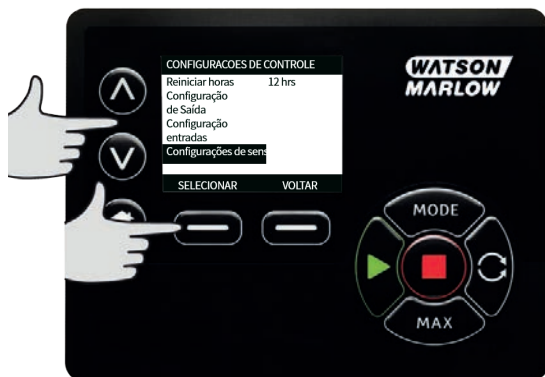 CONFIGURACOES DE CONTROLE
Reiniciar horas 12 hrs
Configuração
de Saída
Configuração
entradas
Configurações de sens
SELECIONAR VOLTAR
WATSON
MARLOW
MODE
MAX